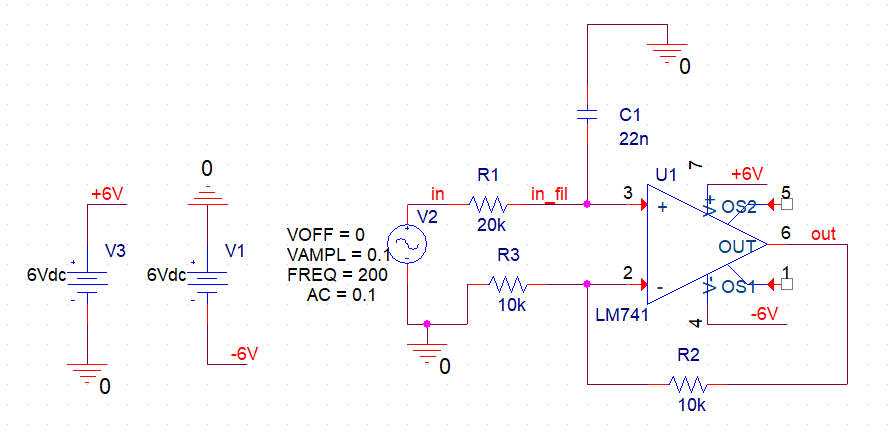 0
+6V
6Vdc
V3
0
0
6Vdc
V1
-6V
VOFF = 0
VAMPL = 0.1
FREQ = 200
AC = 0.1
in
V2
0
R1
20k
in_fil
R3
10k
C1
22n
0
U1
7
+6V
3
+
V+
OS2
5
OUT
6
out
2
-
V-
OS1
1
LM741
4
-6V
R2
10k